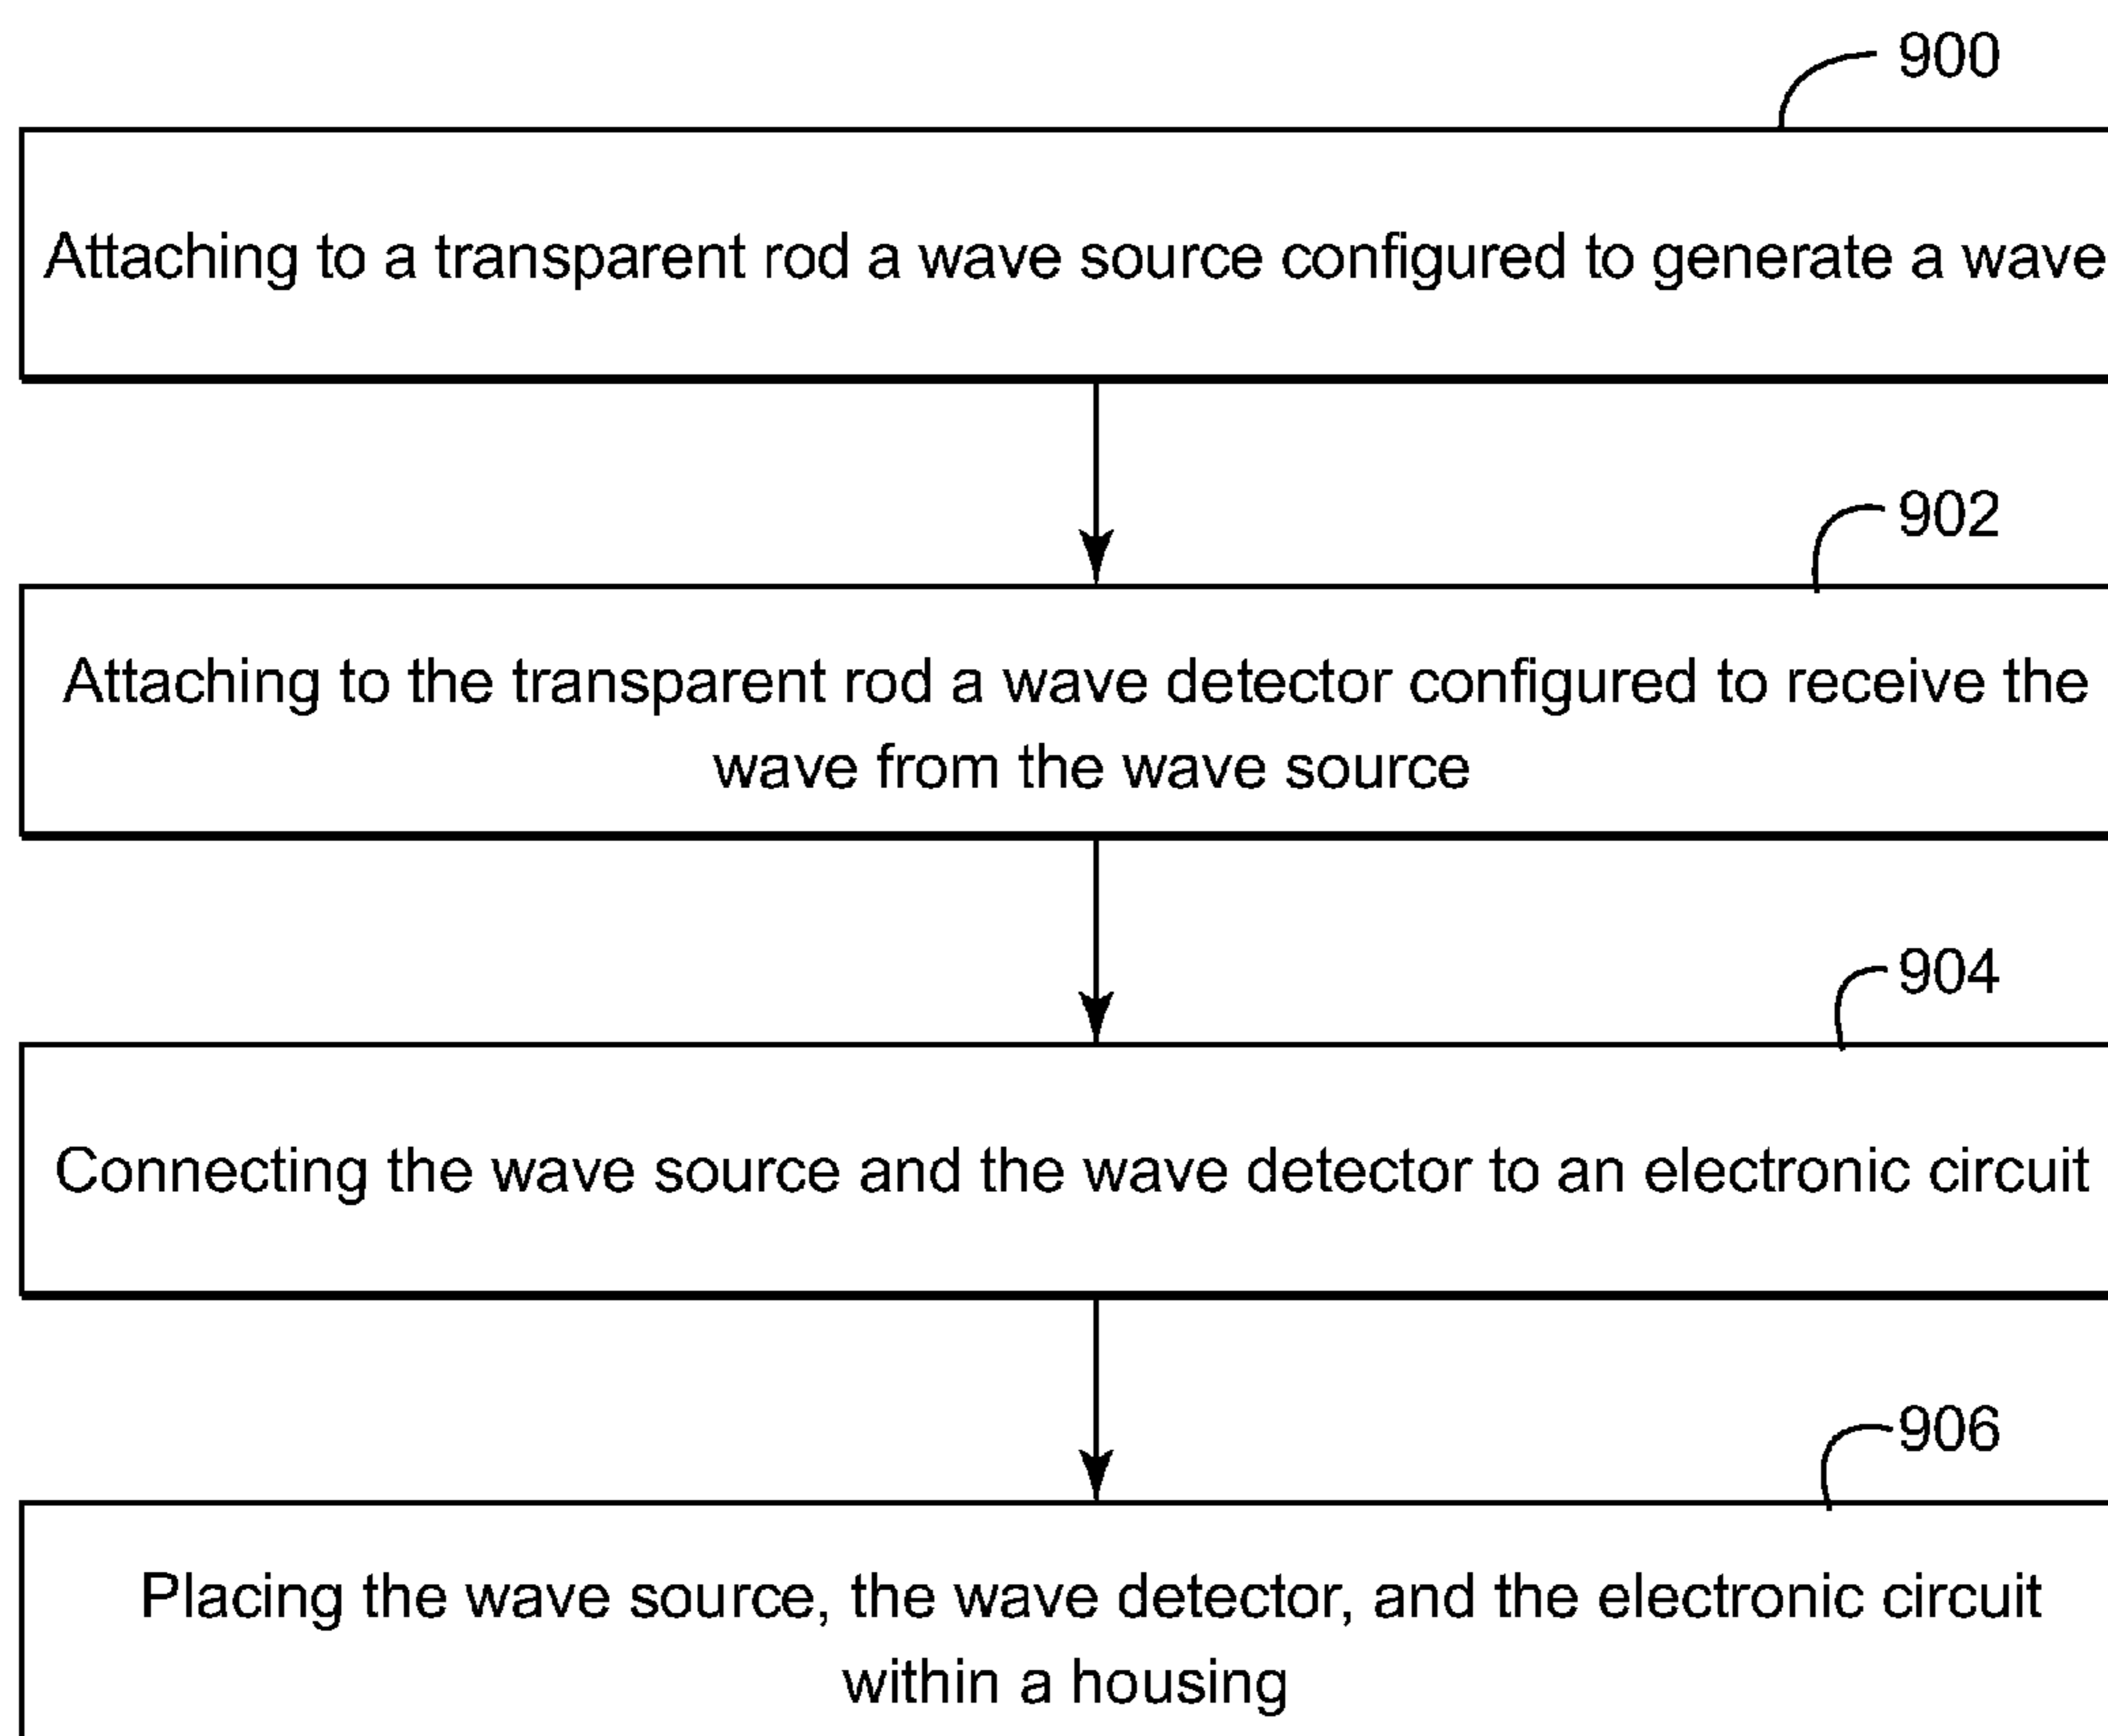 900
Attaching to a transparent rod a wave source configured to generate a wave
902
Attaching to the transparent rod a wave detector configured to receive the
wave from the wave source
904
Connecting the wave source and the wave detector to an electronic circuit
906
Placing the wave source, the wave detector, and the electronic circuit
within a housing